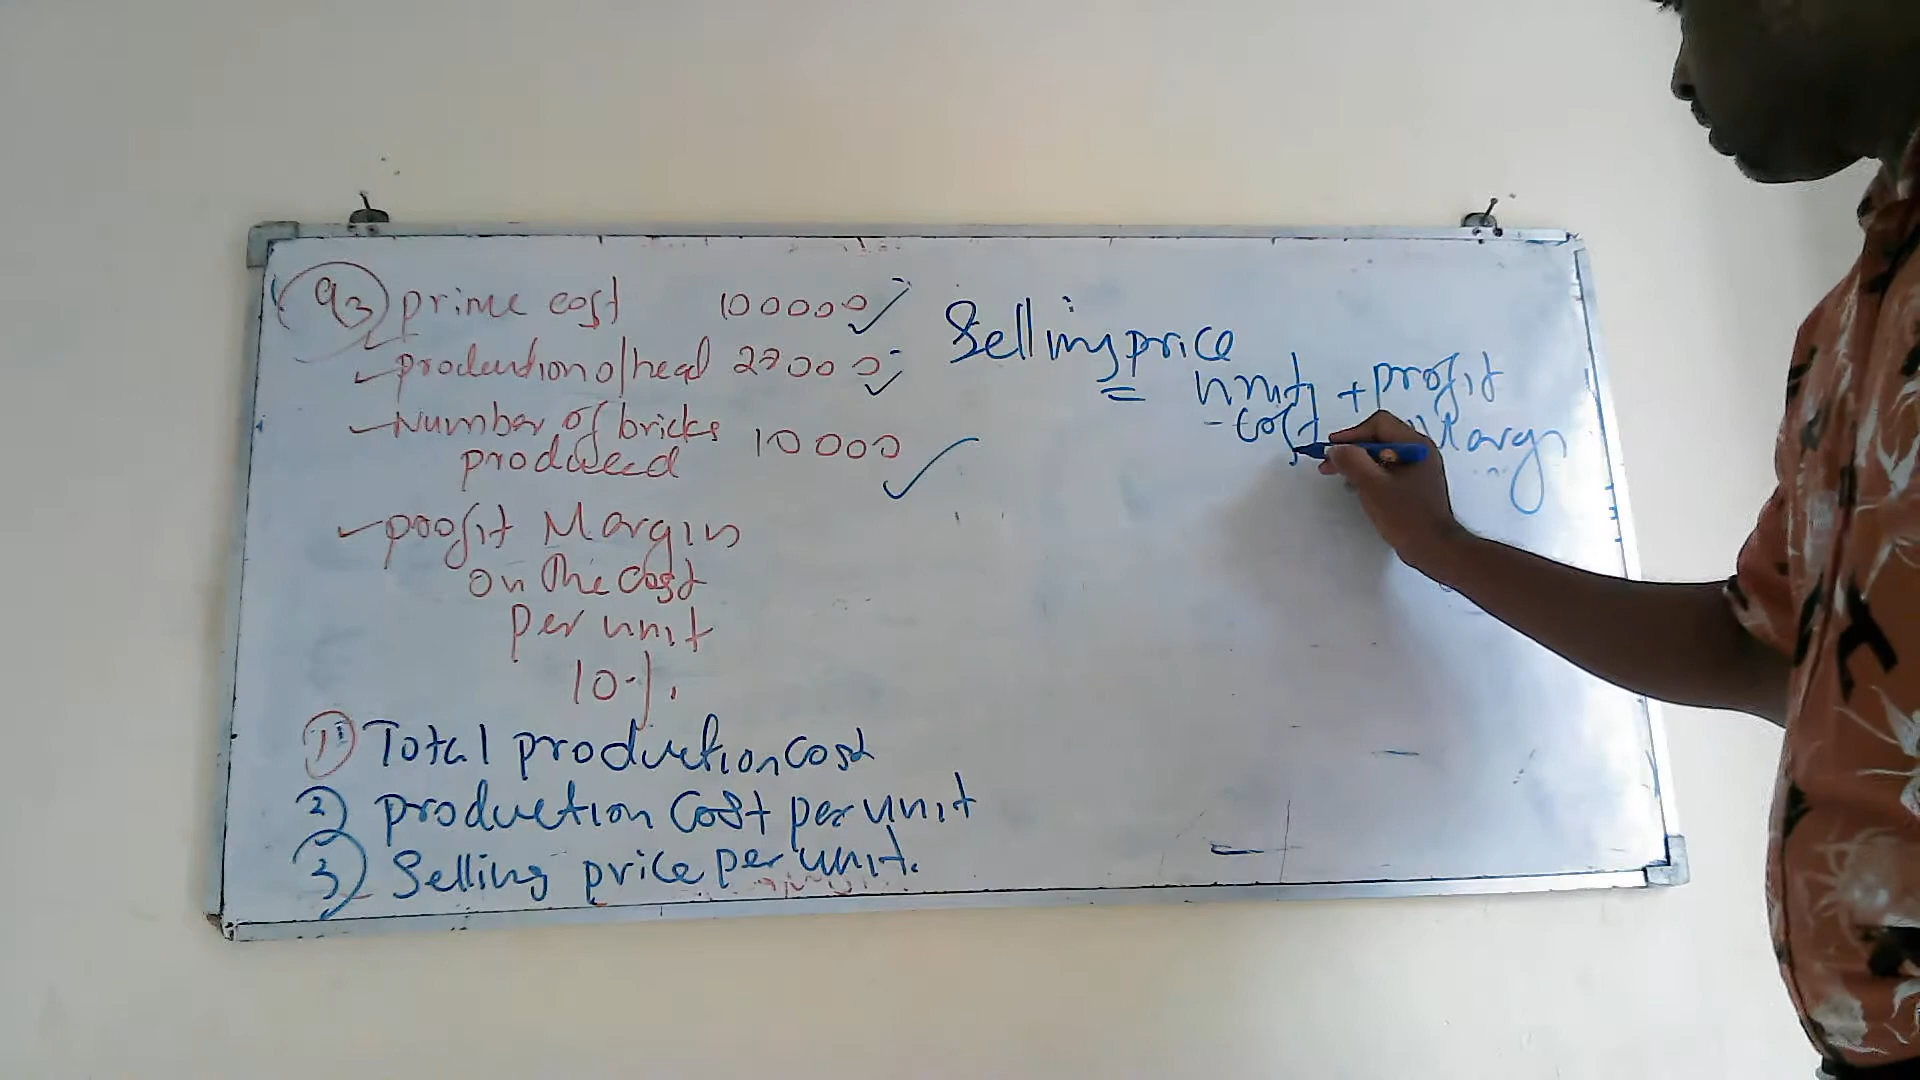 Q3 prime cost 100000
production o/head 27000
Number of bricks 10000
produced
profit Margin
on the cost
per unit
10%
1 Total production cost
2 production Cost per unit
3 Selling price per unit.
Selling price
= unit + profit
cost Margn